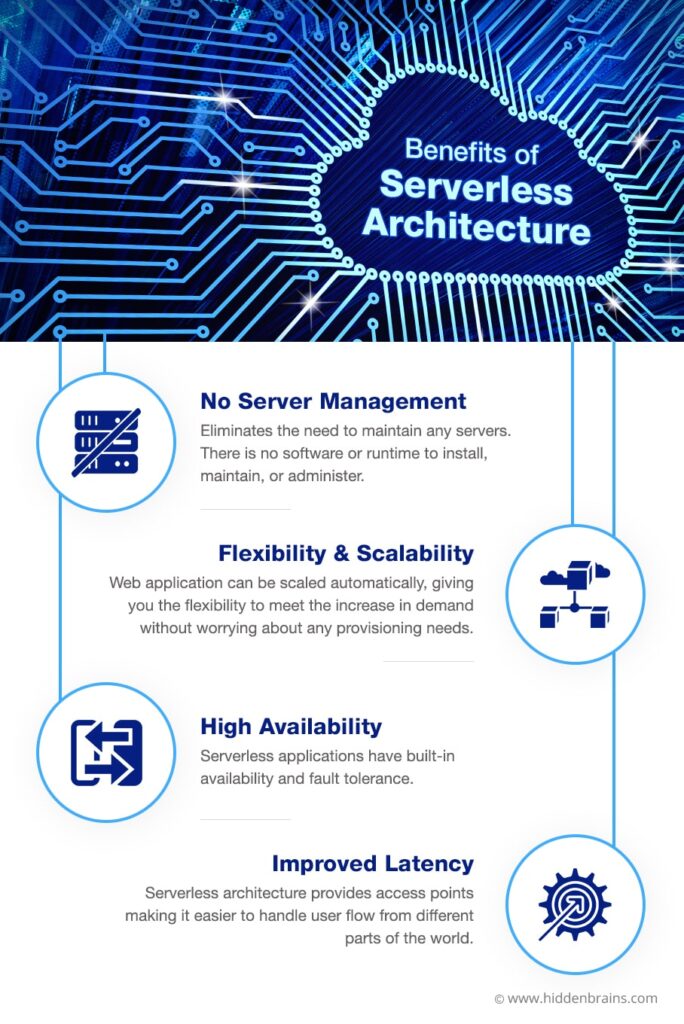 Benefits of
Serverless
Architecture
No Server Management
Eliminates the need to maintain any servers.
There is no software or runtime to install,
maintain, or administer.
Flexibility & Scalability
Web application can be scaled automatically, giving
you the flexibility to meet the increase in demand
without worrying about any provisioning needs.
High Availability
Serverless applications have built-in
availability and fault tolerance.
Improved Latency
Serverless architecture provides access points
making it easier to handle user flow from different
parts of the world.
© www.hiddenbrains.com